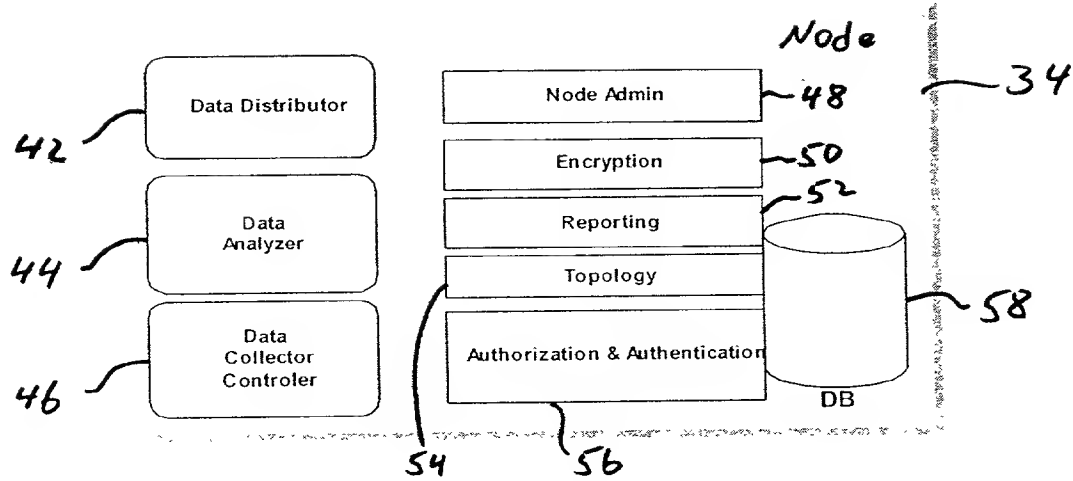 Node
34
Data Distributor
Node Admin
48
42
Encryption
50
52
Data
Analyzer
Reporting
44
Topology
58
Data
Collector
Controler
Authorization & Authentication
46
DB
54
56